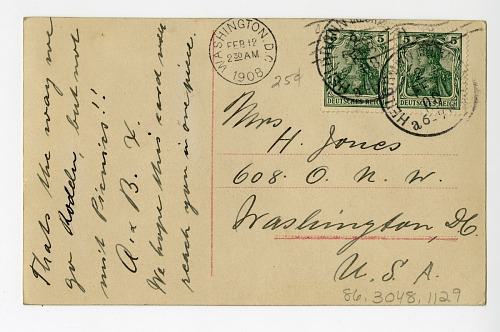 Thats the way we
go Rodeln but not
mit Picnics!!
A. & B. X.
We hope this card will
reach you in one piece.
WASHINGTON, D.C.
FEB 12
2 30 AM
1908
25¢
5
5
DEUTSCHES REICH
DEUTSCHES REICH
Mrs
H. Jones
608. O. N. W.
Washington, DC.
U. S. A.
86.3048.1129